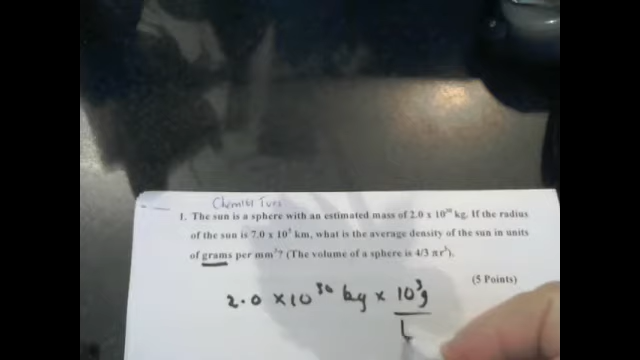 Chemist Tuts
1. The sun is a sphere with an estimated mass of 2.0 x 10³⁰ kg. If the radius
of the sun is 7.0 x 10⁵ km, what is the average density of the sun in units
of grams per mm³? (The volume of a sphere is 4/3 πr³).
(5 Points)
2.0 × 10³⁰ kg × 10³g